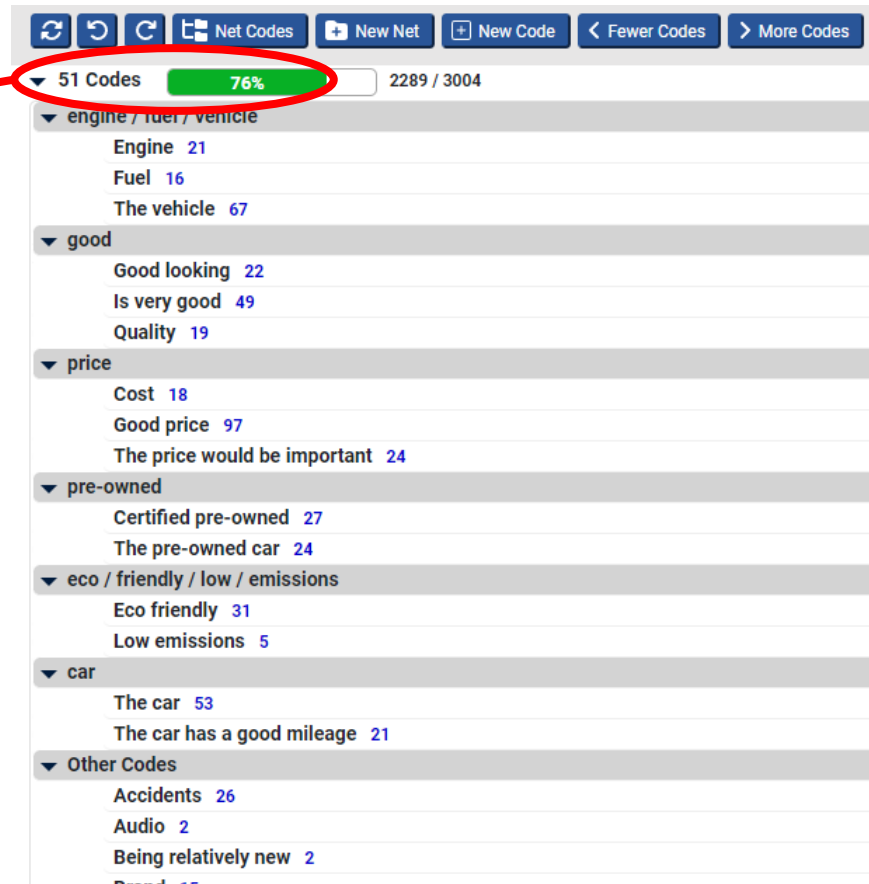 Net Codes New Net New Code Fewer Codes More Codes
51 Codes 76% 2289 / 3004
engine / fuel / vehicle
Engine 21
Fuel 16
The vehicle 67
good
Good looking 22
Is very good 49
Quality 19
price
Cost 18
Good price 97
The price would be important 24
pre-owned
Certified pre-owned 27
The pre-owned car 24
eco / friendly / low / emissions
Eco friendly 31
Low emissions 5
car
The car 53
The car has a good mileage 21
Other Codes
Accidents 26
Audio 2
Being relatively new 2